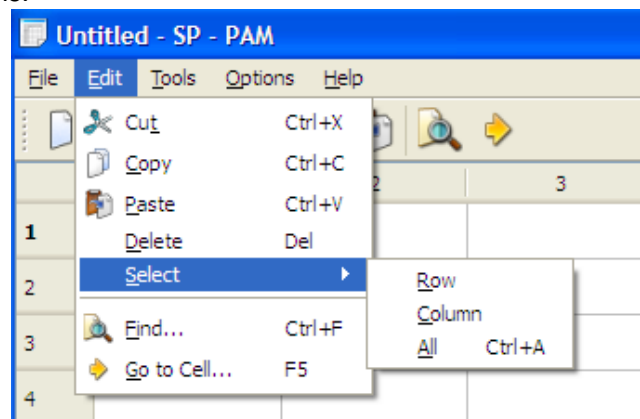 Untitled - SP - PAM
File Edit Tools Options Help
Cut Ctrl+X
Copy Ctrl+C
Paste Ctrl+V
Delete Del
Select
Find... Ctrl+F
Go to Cell... F5
Row
Column
All Ctrl+A
2 3
1
2
3
4